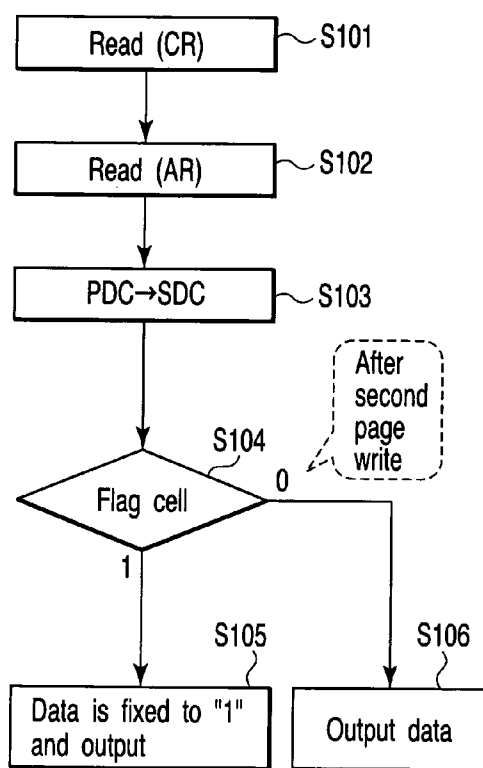 Read (CR)
S101
Read (AR)
S102
PDC→SDC
S103
After
second
page
write
S104
Flag cell
0
1
S105
S106
Data is fixed to "1"
and output
Output data